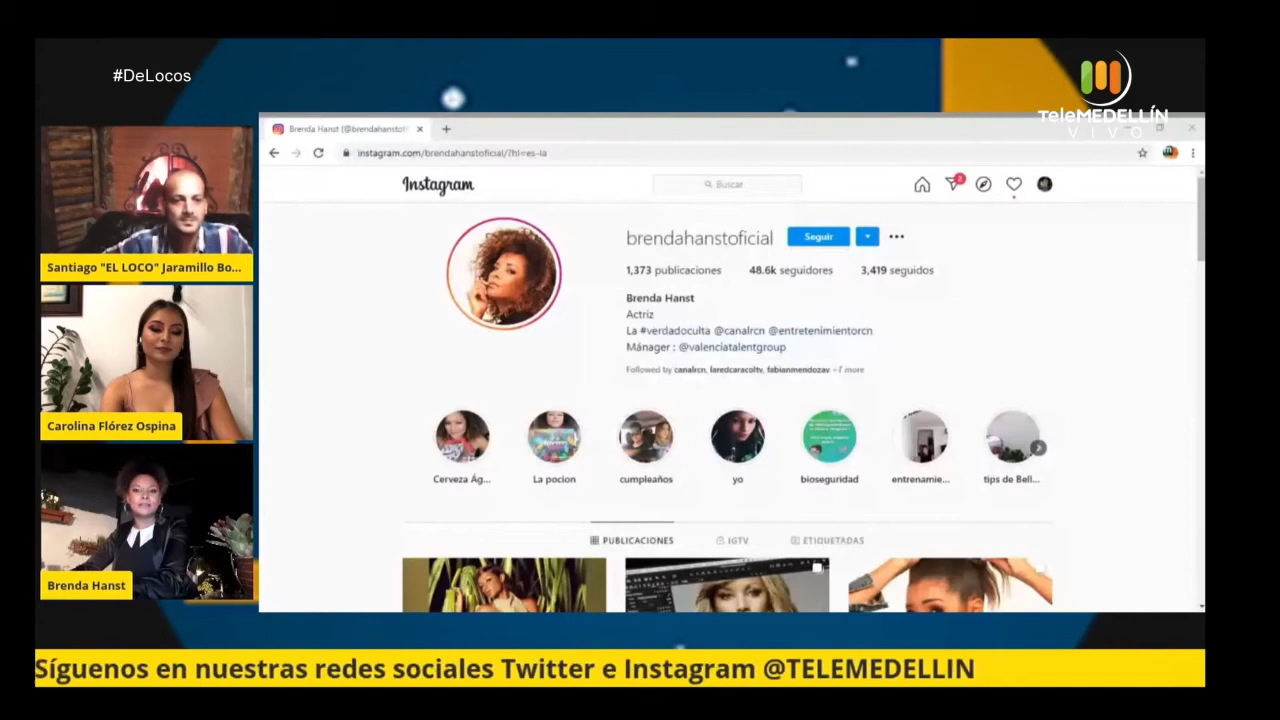 #DeLocos
TeleMEDELLÍN
VIVO
Brenda Hanst (@brendahanstof
instagram.com/brendahanstoficial/?hl=es-la
Instagram
Buscar
2
brendahanstoficial
Seguir
1,373 publicaciones
48.6k seguidores
3,419 seguidos
Brenda Hanst
Actriz
La #verdadoculta @canalrcn @entretenimientorcn
Mánager : @valenciatalentgroup
Followed by canalrcn, laredcaracoltv, fabianmendozav
more
Cerveza Ág...
La pocion
cumpleaños
yo
bioseguridad
entrenamie...
tips de Bell...
PUBLICACIONES
IGTV
ETIQUETADAS
Santiago "EL LOCO" Jaramillo Bo...
Carolina Flórez Ospina
Brenda Hanst
Síguenos en nuestras redes sociales Twitter e Instagram @TELEMEDELLIN